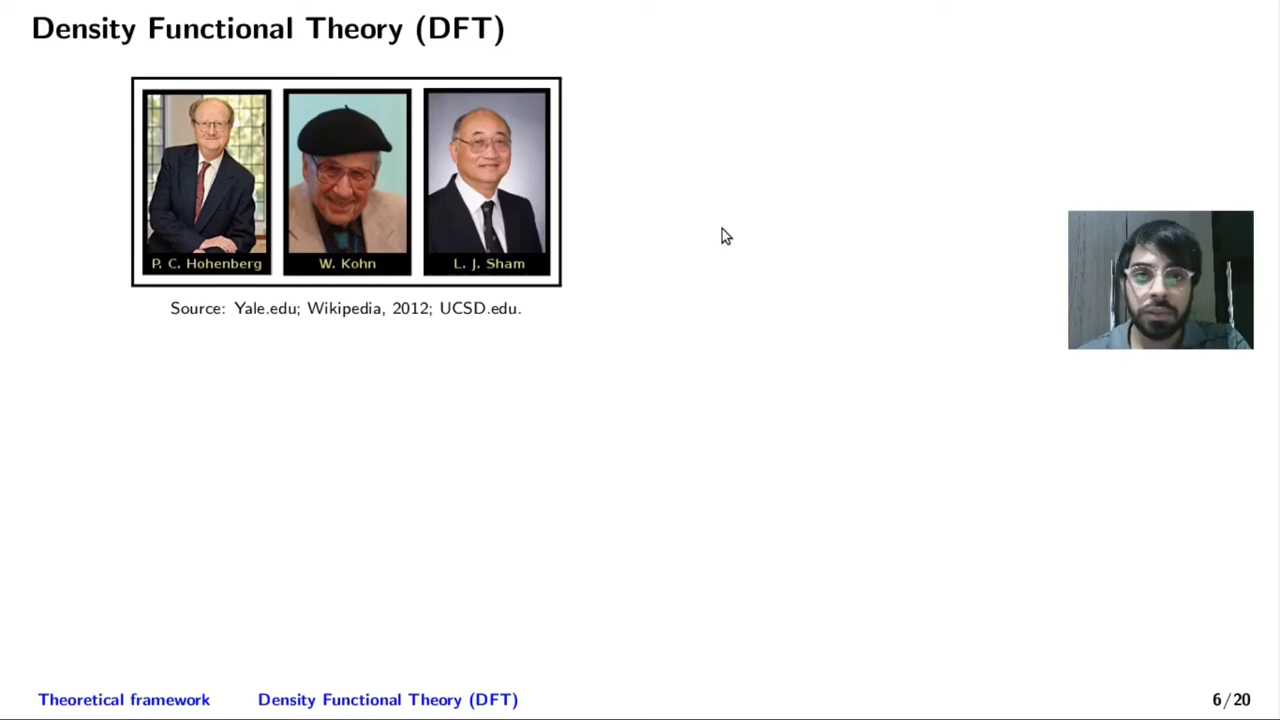 Density Functional Theory (DFT)
P. C. Hohenberg
W. Kohn
L. J. Sham
Source: Yale.edu; Wikipedia, 2012; UCSD.edu.
Theoretical framework Density Functional Theory (DFT) 6/20